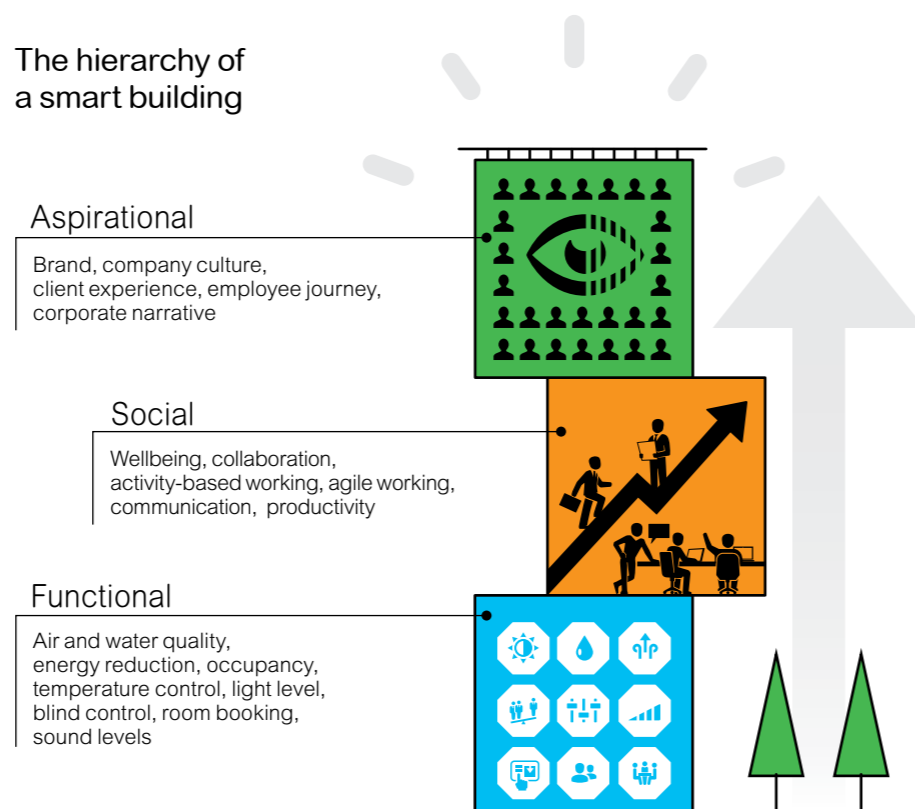 The hierarchy of
a smart building
Aspirational
Brand, company culture,
client experience, employee journey,
corporate narrative
Social
Wellbeing, collaboration,
activity-based working, agile working,
communication,  productivity
Functional
Air and water quality,
energy reduction, occupancy,
temperature control, light level,
blind control, room booking,
sound levels